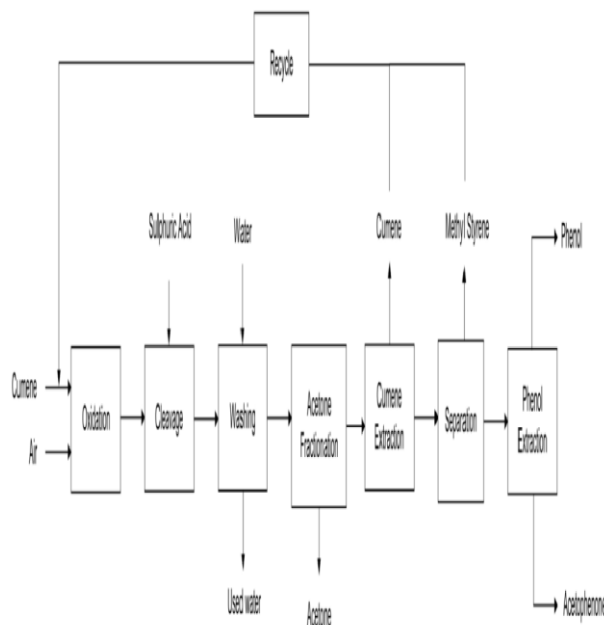 Recycle
Sulphuric Acid
Water
Cumene
Methyl Styrene
Phenol
Cumene
Air
Oxidation
Cleavage
Washing
Acetone
Fractionation
Cumene
Extraction
Separation
Phenol
Extraction
Used water
Acetone
Acetophenone